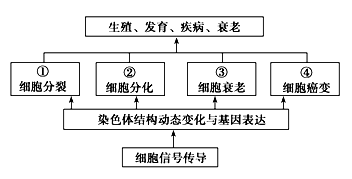 生殖、发育、疾病、衰老
① ② ③ ④
细胞分裂 细胞分化 细胞衰老 细胞癌变
染色体结构动态变化与基因表达
细胞信号传导